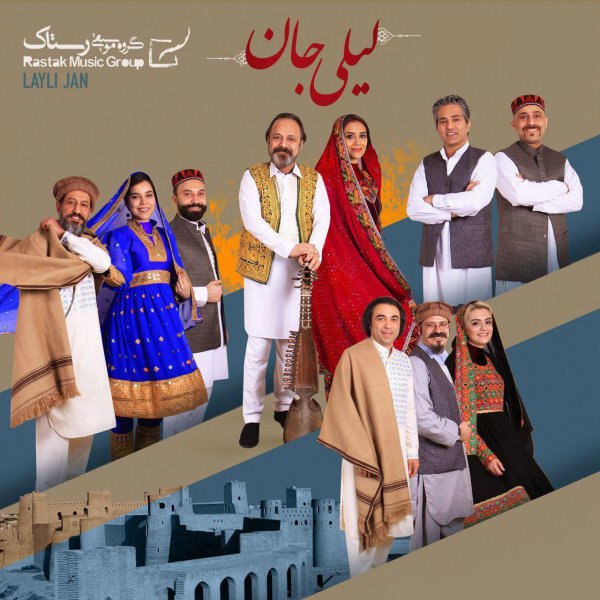 گروه موسیقی رستاک
Rastak Music Group
LAYLI JAN
لیلی جان